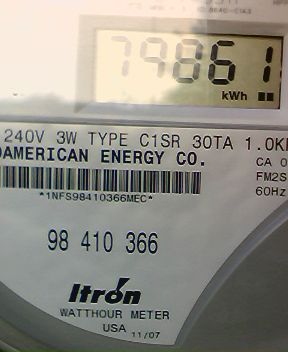 79861
kWh
240V 3W TYPE C1SR 30TA 1.0K
AMERICAN ENERGY CO.
CA 0
FM2S
60Hz
*1NFS98410366MEC*
98 410 366
Itron
WATTHOUR METER
USA 11/07